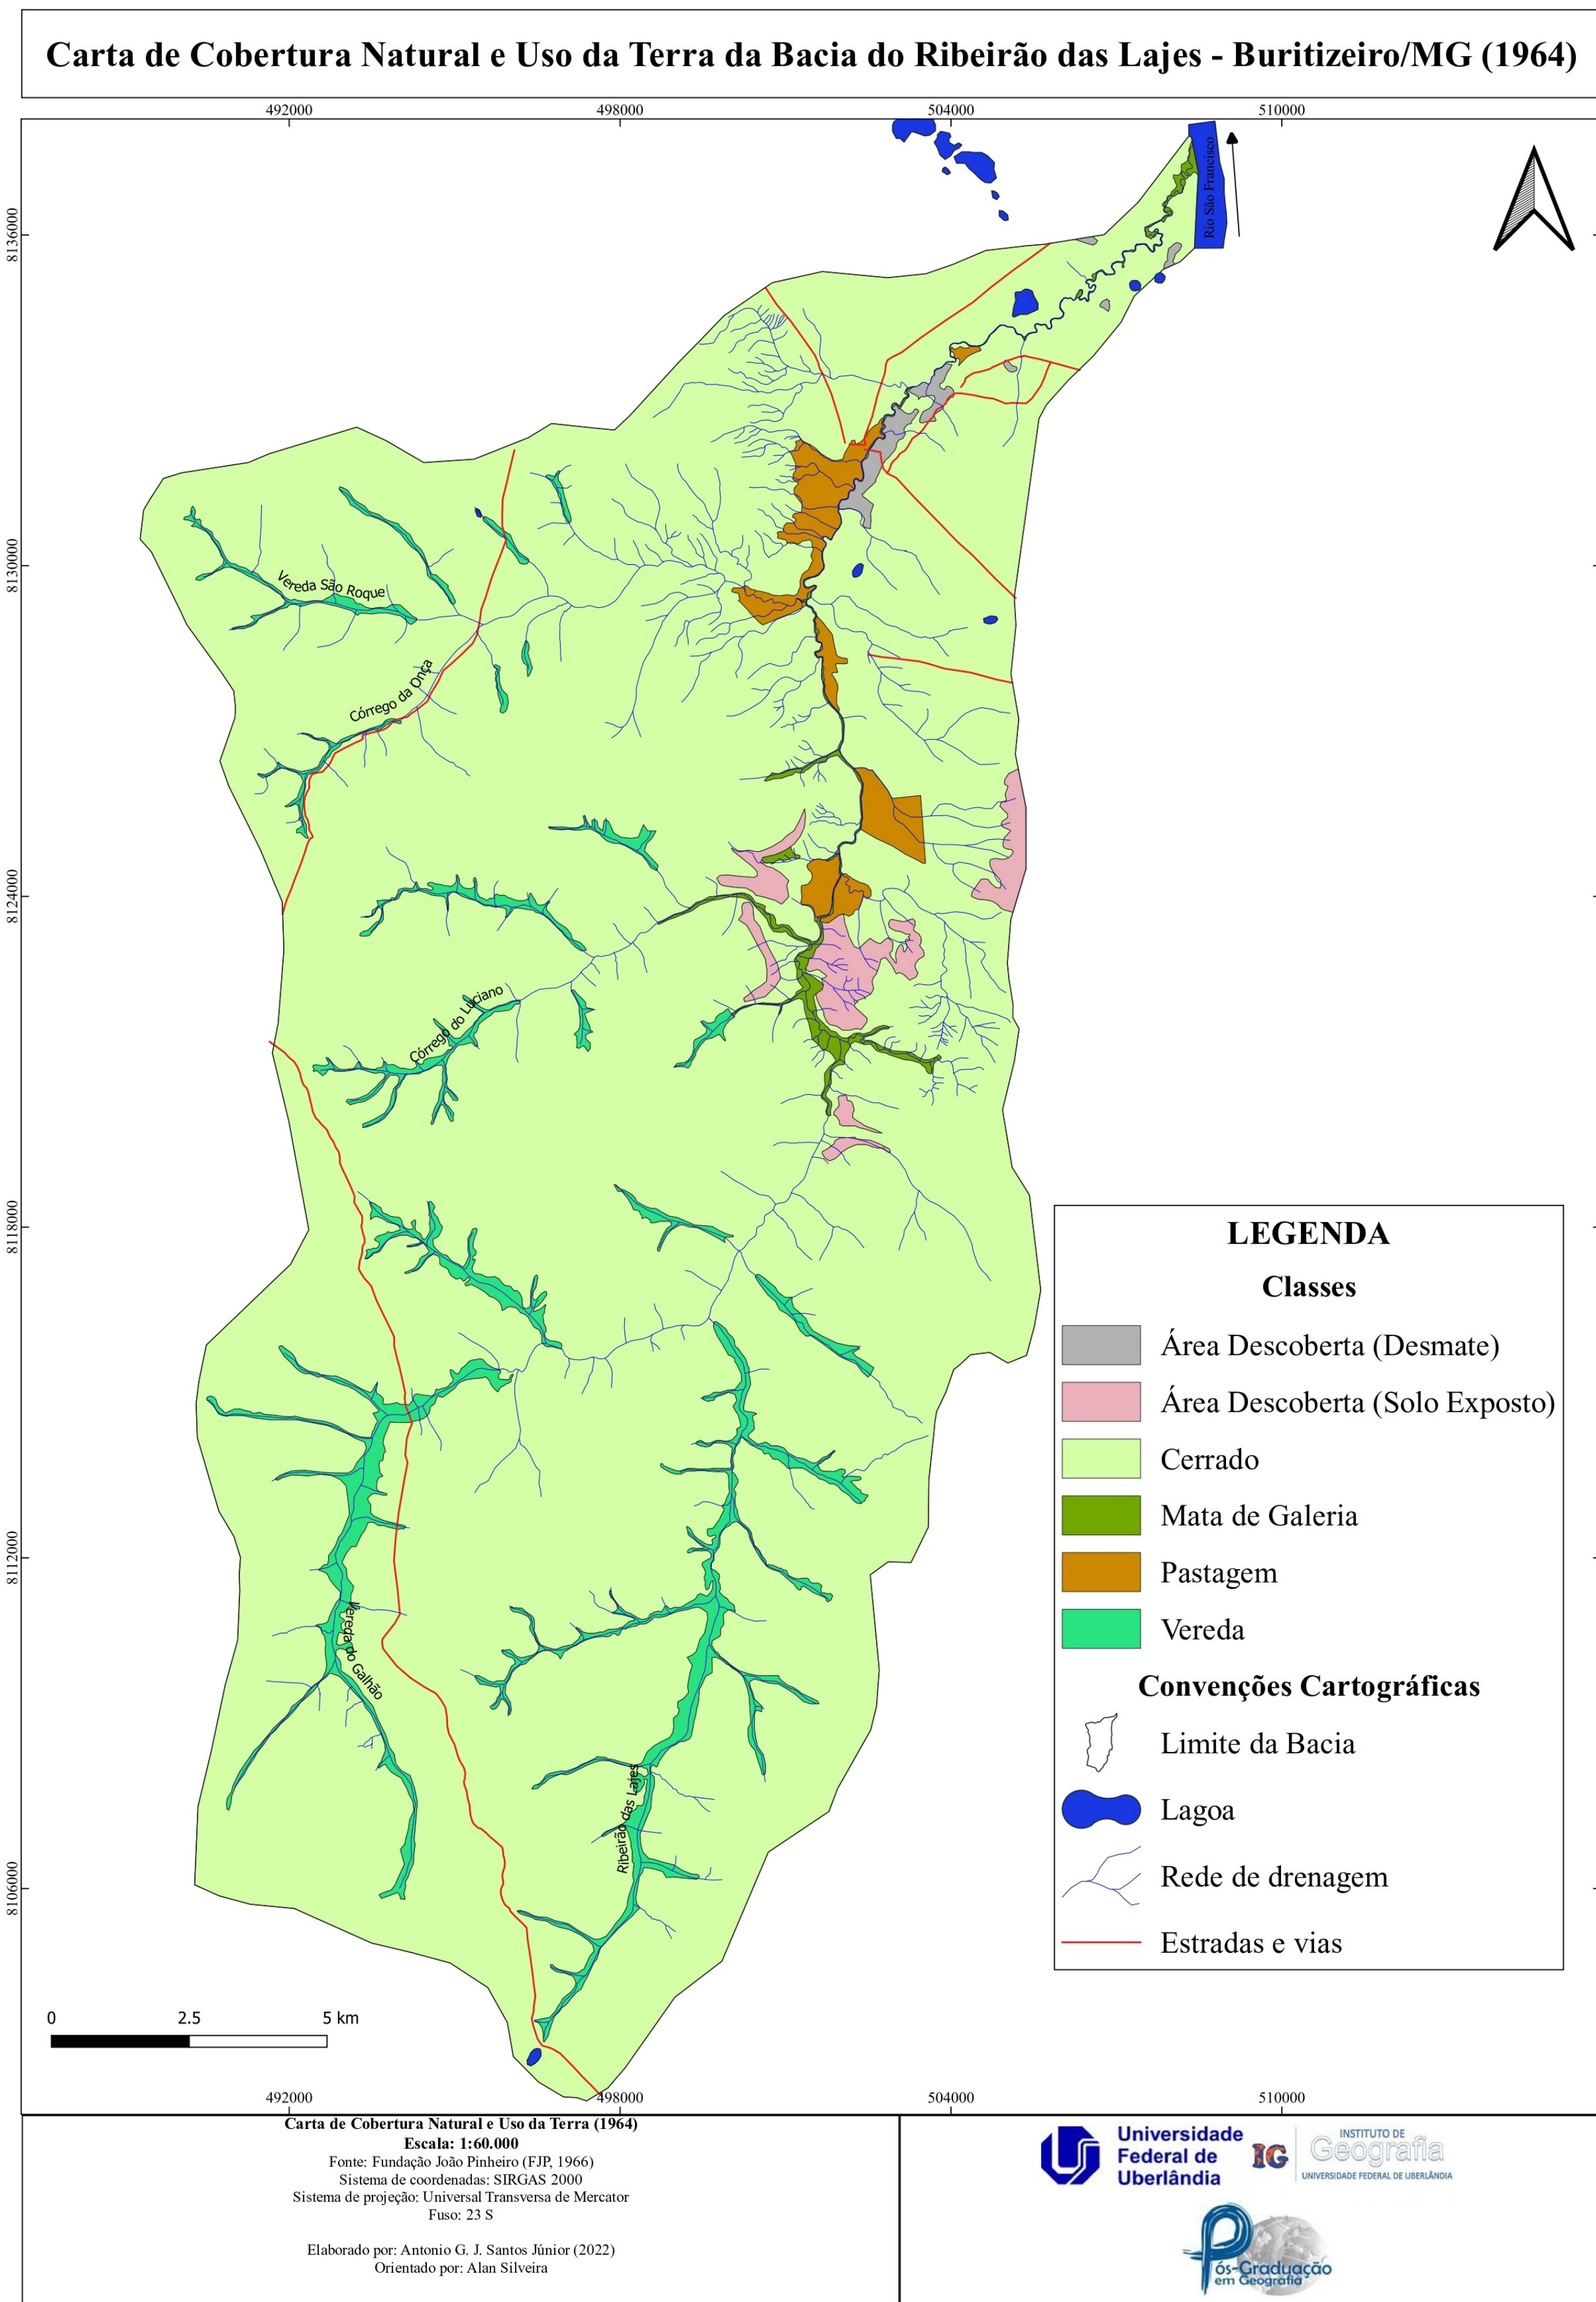 Carta de Cobertura Natural e Uso da Terra da Bacia do Ribeirão das Lajes - Buritizeiro/MG (1964)
492000
498000
504000
510000
Rio São Francisco
8136000
8130000
Vereda São Roque
Córrego da Onça
8124000
Córrego do Luciano
8118000
LEGENDA
Classes
Área Descoberta (Desmate)
Área Descoberta (Solo Exposto)
Cerrado
Mata de Galeria
Pastagem
Vereda
Convenções Cartográficas
Limite da Bacia
Lagoa
Rede de drenagem
Estradas e vias
8112000
Vereda do Galhão
Ribeirão das Lajes
8106000
0 2.5 5 km
492000
498000
504000
510000
Carta de Cobertura Natural e Uso da Terra (1964)
Escala: 1:60.000
Fonte: Fundação João Pinheiro (FJP, 1966)
Sistema de coordenadas: SIRGAS 2000
Sistema de projeção: Universal Transversa de Mercator
Fuso: 23 S
Elaborado por: Antonio G. J. Santos Júnior (2022)
Orientado por: Alan Silveira
Universidade
Federal de
Uberlândia
IG
INSTITUTO DE
Geografia
UNIVERSIDADE FEDERAL DE UBERLÂNDIA
Pós-Graduação
em Geografia